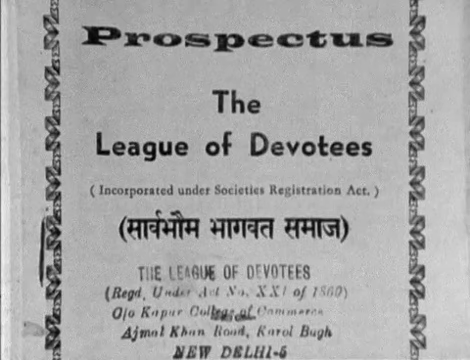 Prospectus
The
League of Devotees
( Incorporated under Societies Registration Act. )
(सार्वभौम भागवत समाज)
THE LEAGUE OF DEVOTEES
(Regd. Under Act No. XXI of 1860)
Ojo Kapur College of Commerce
Ajmal Khan Road, Karol Bagh
NEW DELHI-5